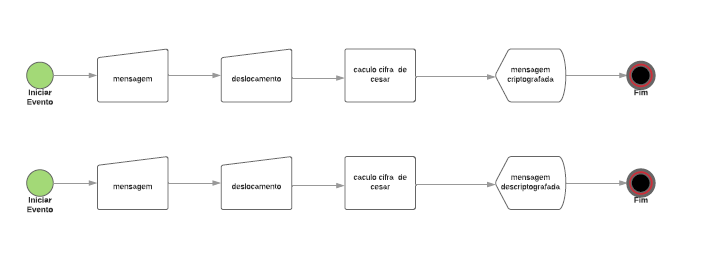 mensagem
deslocamento
caculo cifra de
cesar
mensagem
criptografada
Iniciar
Evento
Fim
mensagem
deslocamento
caculo cifra de
cesar
mensagem
descriptografada
Iniciar
Evento
Fim